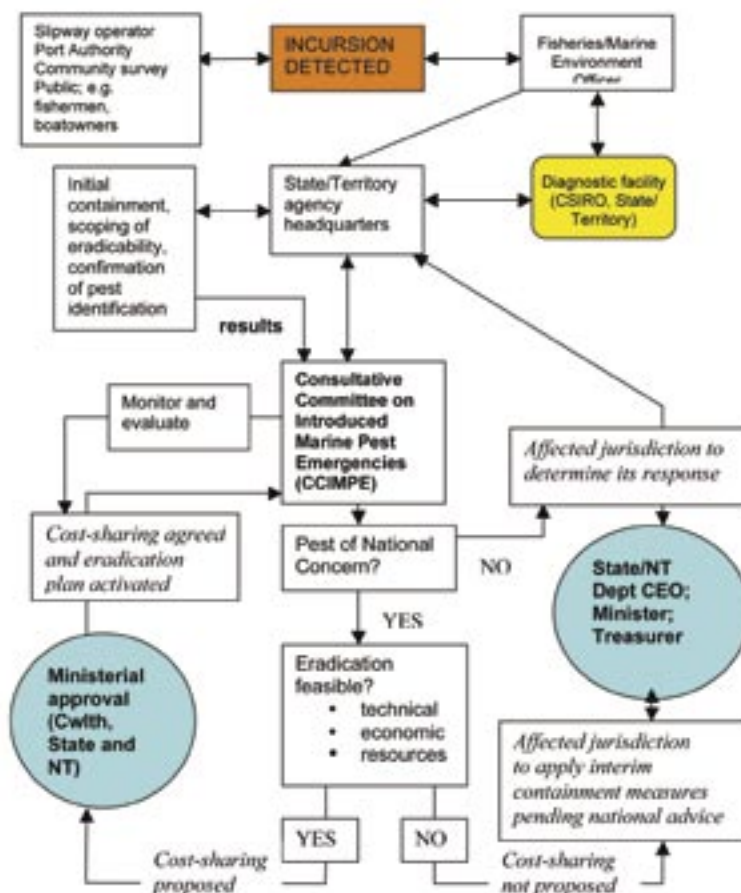 Slipway operator
Port Authority
Community survey
Public; e.g.
fishermen,
boatowners
INCURSION
DETECTED
Fisheries/Marine
Environment
Initial
containment,
scoping of
eradicability,
confirmation
of pest
identification
State/Territory
agency
headquarters
Diagnostic facility
(CSIRO, State/
Territory)
results
Monitor and
evaluate
Consultative
Committee on
Introduced
Marine Pest
Emergencies
(CCIMPE)
Affected jurisdiction to
determine its response
Cost-sharing agreed
and eradication
plan activated
Pest of National
Concern?
NO
State/NT
Dept CEO;
Minister;
Treasurer
YES
Ministerial
approval
(Cwlth,
State and
NT)
Eradication
feasible?
• technical
• economic
• resources
Affected jurisdiction
to apply interim
containment measures
pending national advice
YES
NO
Cost-sharing
proposed
Cost-sharing
not proposed